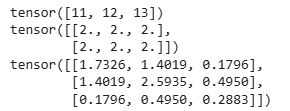 tensor([11, 12, 13])
tensor([[2., 2., 2.],
        [2., 2., 2.]])
tensor([[1.7326, 1.4019, 0.1796],
        [1.4019, 2.5935, 0.4950],
        [0.1796, 0.4950, 0.2883]])